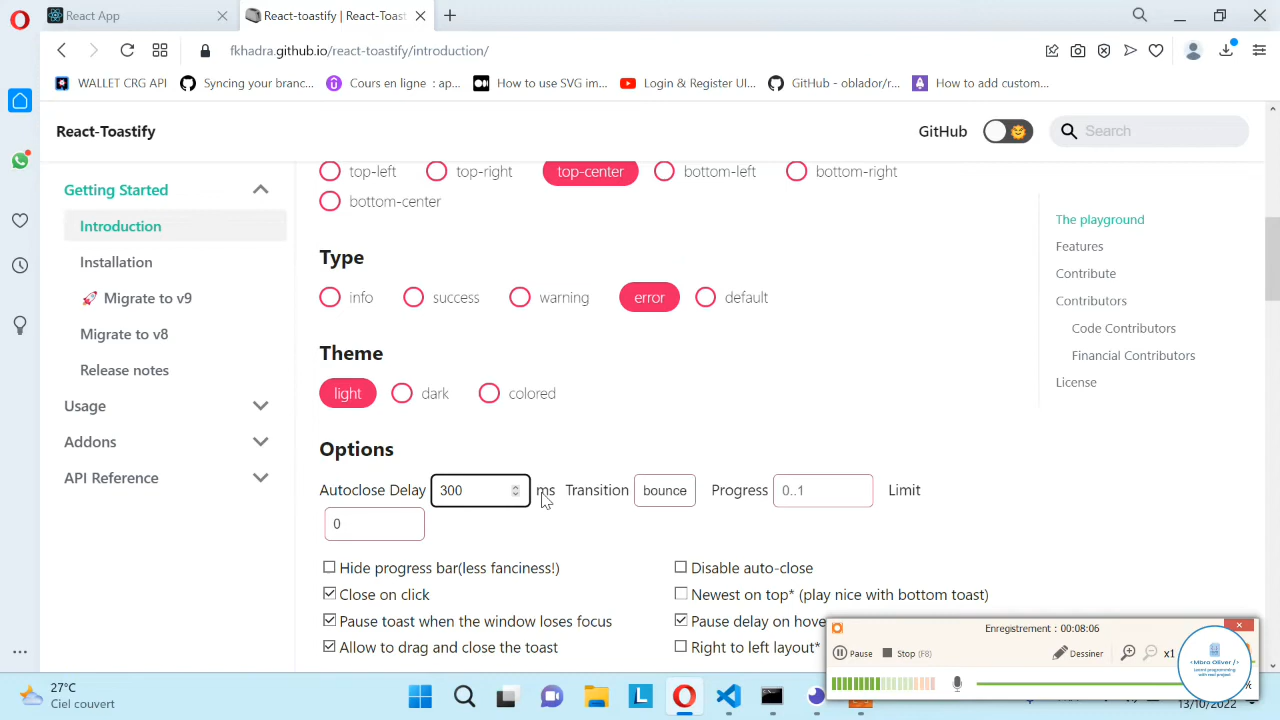 React App
React-toastify | React-Toast
fkhadra.github.io/react-toastify/introduction/
WALLET CRG API
Syncing your branc...
Cours en ligne : ap...
How to use SVG im...
Login & Register UI...
GitHub - oblador/r...
How to add custom...
React-Toastify
GitHub
Search
Getting Started
Introduction
Installation
🚀 Migrate to v9
Migrate to v8
Release notes
Usage
Addons
API Reference
top-left top-right top-center bottom-left bottom-right
bottom-center
Type
info success warning error default
Theme
light dark colored
Options
Autoclose Delay 300 ms Transition bounce Progress 0..1 Limit
0
Hide progress bar(less fanciness!)
Disable auto-close
Close on click
Newest on top* (play nice with bottom toast)
Pause toast when the window loses focus
Pause delay on hove
Allow to drag and close the toast
Right to left layout*
The playground
Features
Contribute
Contributors
Code Contributors
Financial Contributors
License
Enregistrement : 00:08:06
Pause Stop (F8) Dessiner x1
<Mbra Oliver />
27°C
Ciel couvert
13/10/2022